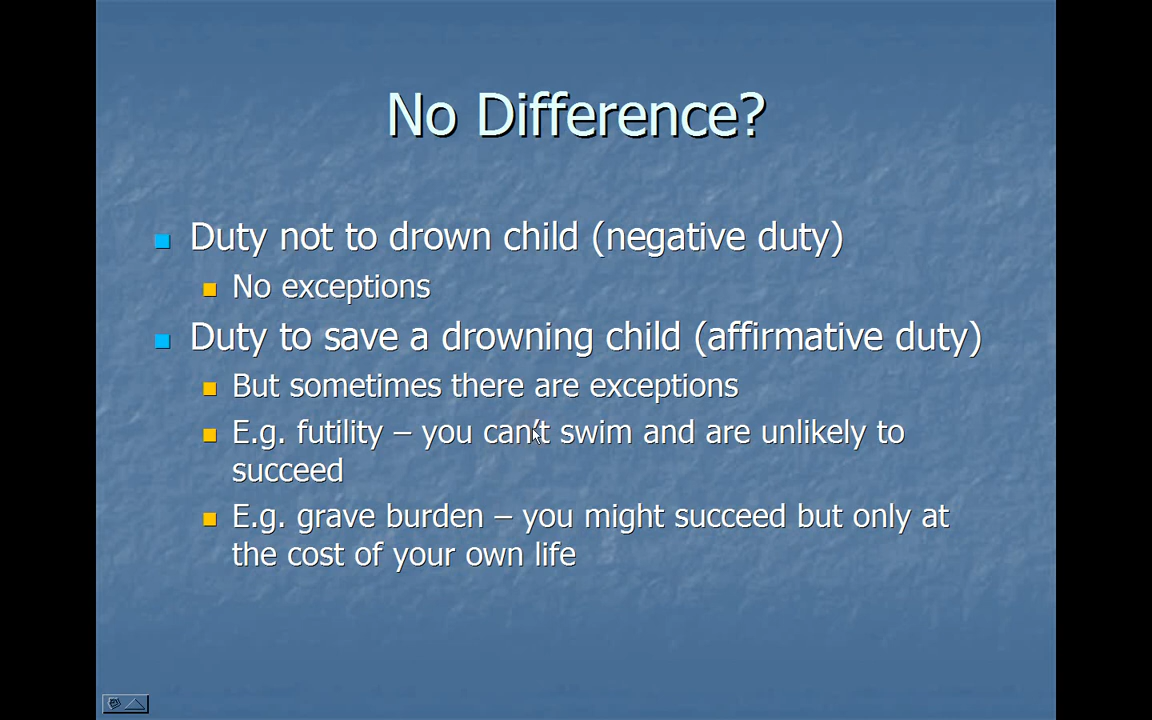 No Difference?
Duty not to drown child (negative duty)
No exceptions
Duty to save a drowning child (affirmative duty)
But sometimes there are exceptions
E.g. futility – you can't swim and are unlikely to
succeed
E.g. grave burden – you might succeed but only at
the cost of your own life